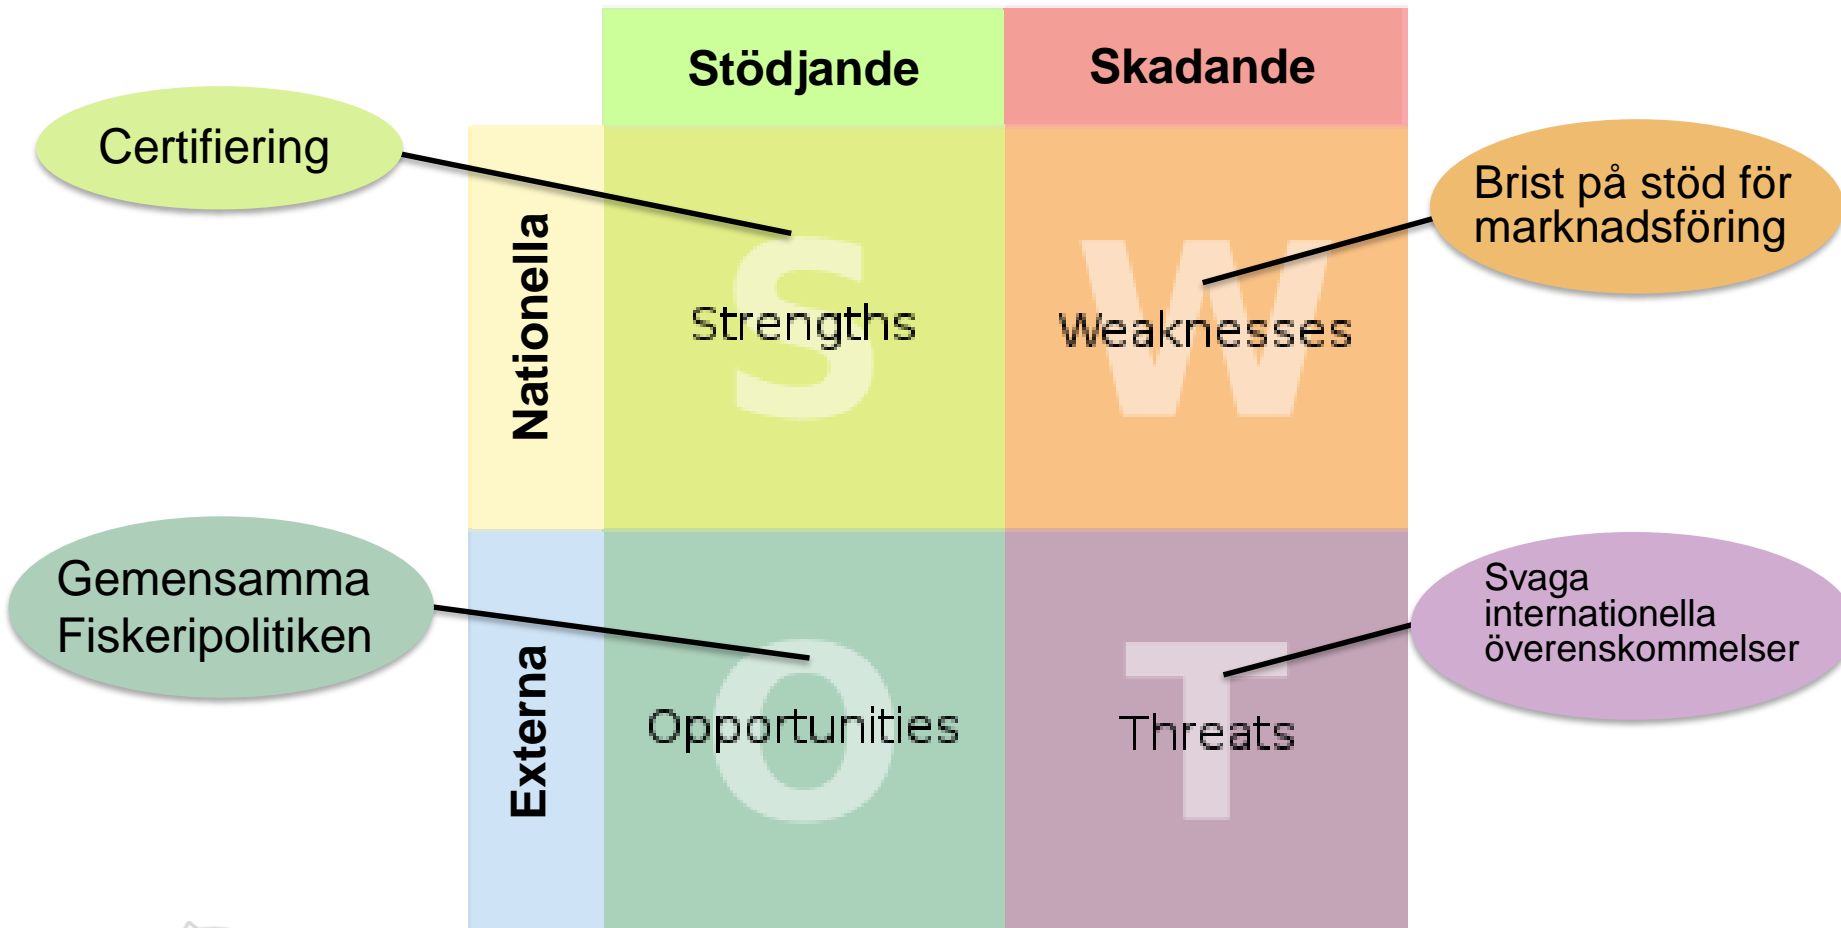 Stödjande
Skadande
Certifiering
Brist på stöd för
marknadsföring
Nationella
S
Strengths
W
Weaknesses
Gemensamma
Fiskeripolitiken
Svaga
internationella
överenskommelser
Externa
O
Opportunities
T
Threats